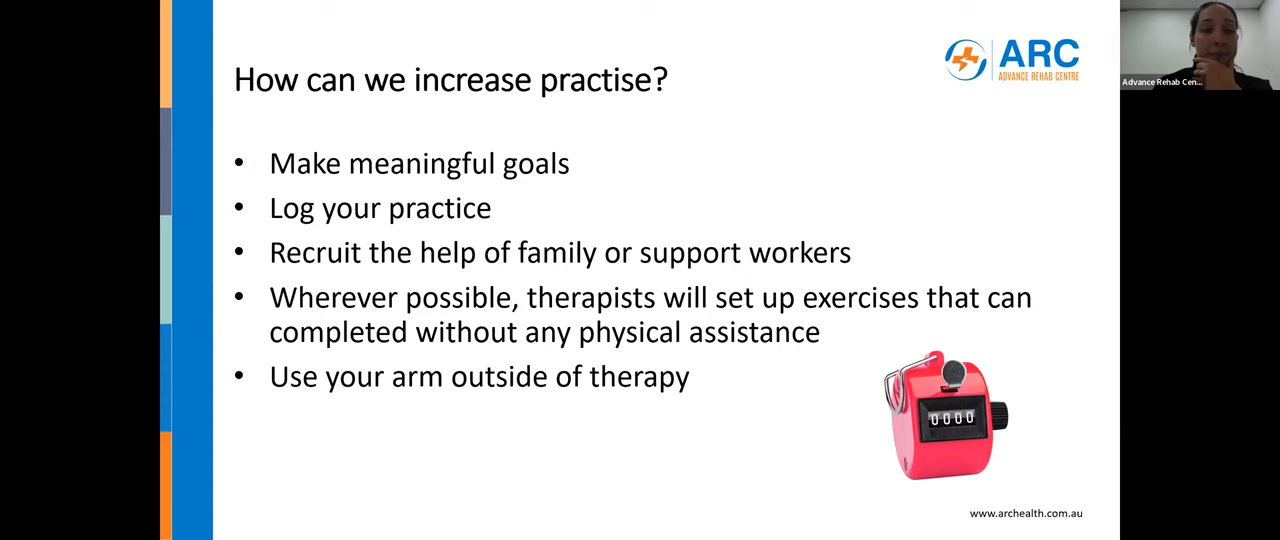 How can we increase practise?
ARC
ADVANCE REHAB CENTRE
Advance Rehab Cen...
• Make meaningful goals
• Log your practice
• Recruit the help of family or support workers
• Wherever possible, therapists will set up exercises that can
completed without any physical assistance
• Use your arm outside of therapy
0000
www.archealth.com.au